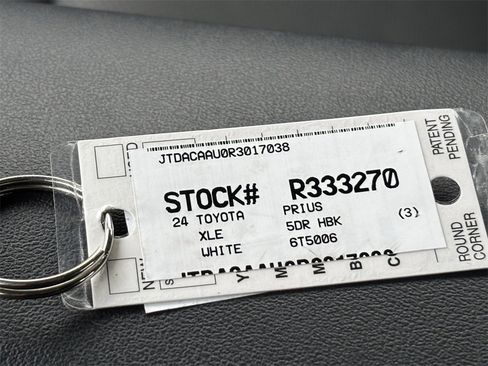 JTDACAAU0R3017038
STOCK# R333270
24 TOYOTA PRIUS
XLE 5DR HBK (3)
WHITE 6T5006
PATENT
PENDING
ROUND
CORNER